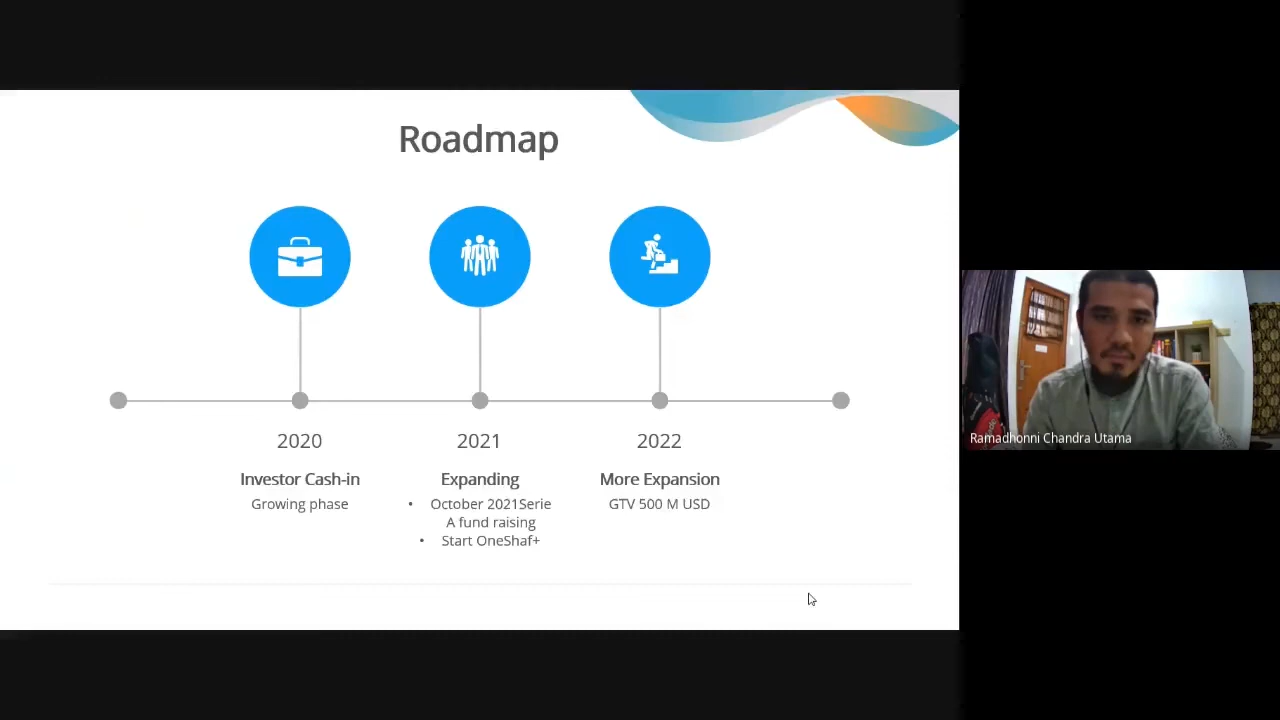 Roadmap
2020
2021
2022
Investor Cash-in
Expanding
More Expansion
Growing phase
• October 2021Serie
A fund raising
• Start OneShaf+
GTV 500 M USD
Ramadhonni Chandra Utama